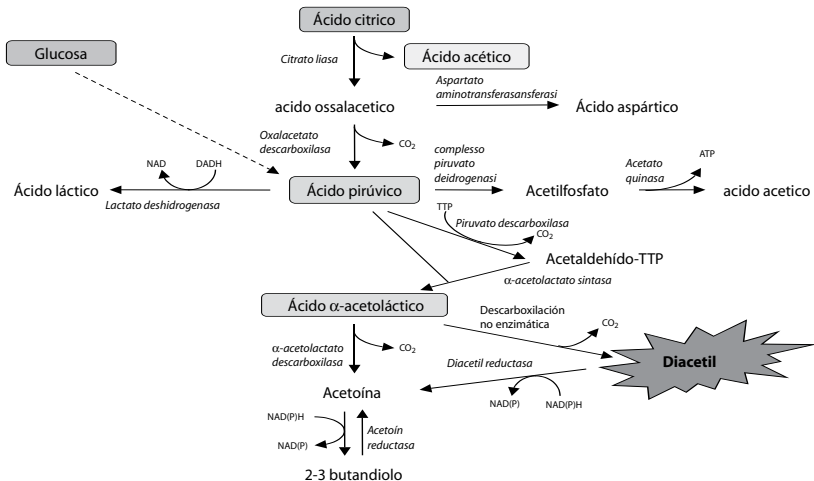 Ácido citrico
Glucosa
Citrato liasa
Ácido acético
Aspartato
aminotransferasansferasi
acido ossalacetico
Ácido aspártico
Oxalacetato
descarboxilasa
CO2
complesso
piruvato
deidrogenasi
ATP
NAD
DADH
Acetato
quinasa
Ácido láctico
Ácido pirúvico
Acetilfosfato
acido acetico
Lactato deshidrogenasa
TTP
Piruvato descarboxilasa
CO2
Acetaldehído-TTP
α-acetolactato sintasa
Ácido α-acetoláctico
Descarboxilación
no enzimática
CO2
α-acetolactato
descarboxilasa
CO2
Diacetil reductasa
Diacetil
Acetoína
NAD(P)
NAD(P)H
NAD(P)H
Acetoín
reductasa
NAD(P)
2-3 butandiolo